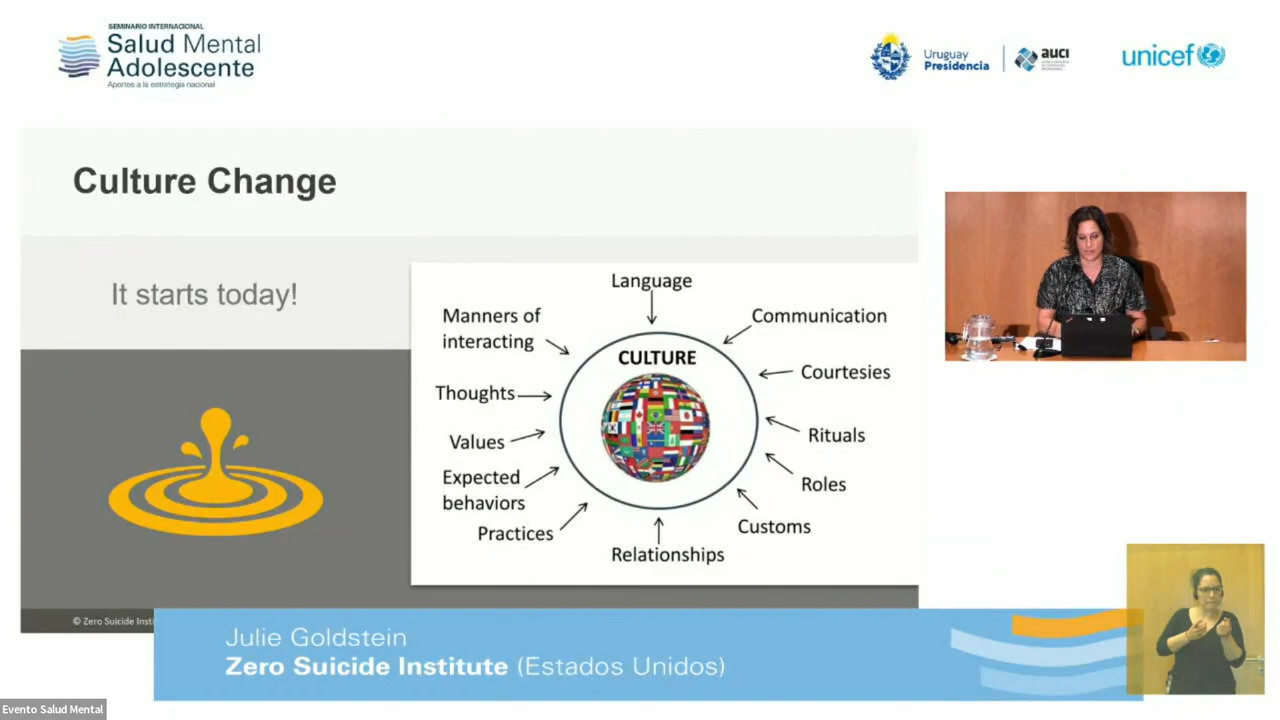 SEMINARIO INTERNACIONAL
Salud Mental
Adolescente
Aportes a la estrategia nacional
Uruguay
Presidencia
AUCI
unicef
Culture Change
It starts today!
Language
Manners of
interacting
Communication
CULTURE
Courtesies
Thoughts
Values
Rituals
Expected
behaviors
Roles
Practices
Customs
Relationships
© Zero Suicide Insti
Julie Goldstein
Zero Suicide Institute (Estados Unidos)
Evento Salud Mental